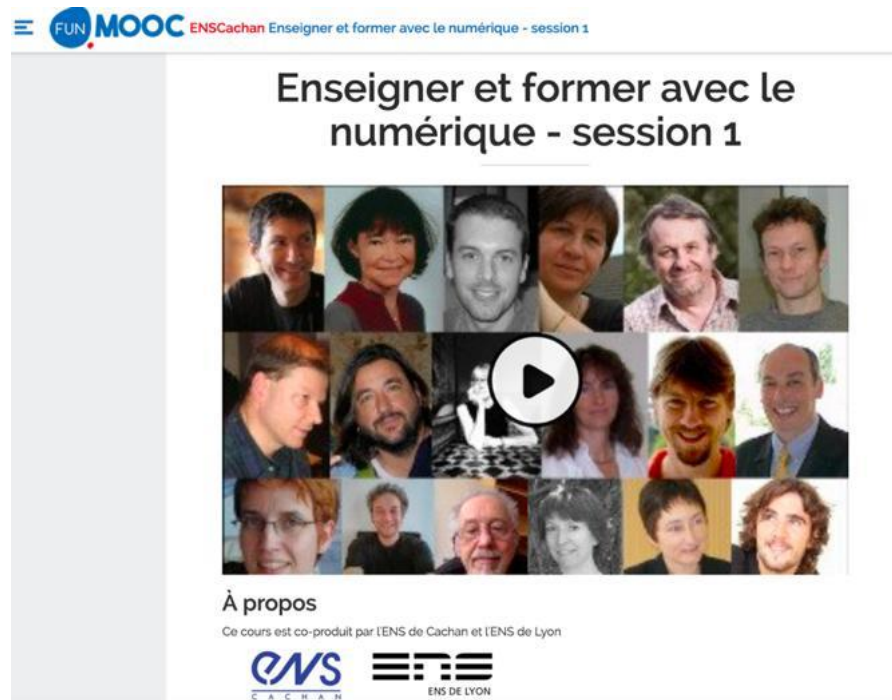 FUN MOOC ENSCachan Enseigner et former avec le numérique - session 1
Enseigner et former avec le
numérique - session 1
À propos
Ce cours est co-produit par l'ENS de Cachan et l'ENS de Lyon
ens
CACHAN
ENS
ENS DE LYON